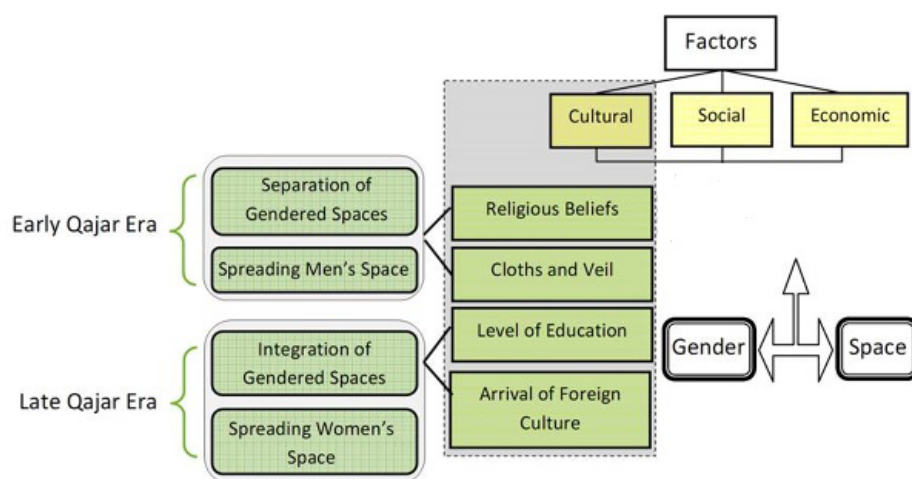 Factors
Cultural
Social
Economic
Early Qajar Era
Separation of
Gendered Spaces
Spreading Men's Space
Religious Beliefs
Cloths and Veil
Late Qajar Era
Integration of
Gendered Spaces
Spreading Women's
Space
Level of Education
Arrival of Foreign
Culture
Gender
Space